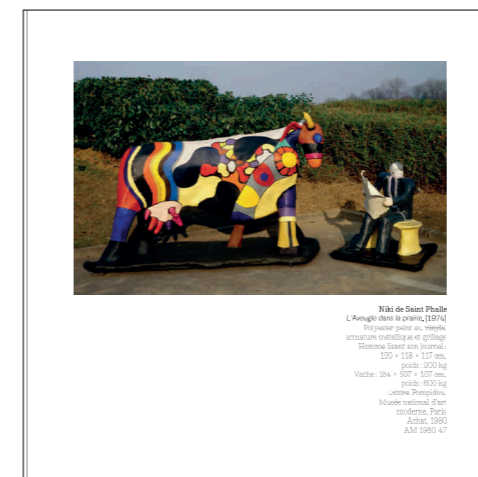 Niki de Saint Phalle
L'Aveugle dans la prairie, [1974]
Polyester peint au vinyle,
armature métallique et grillage
Homme lisant son journal :
120 × 118 × 117 cm,
poids : 200 kg
Vache : 184 × 307 × 107 cm,
poids : 600 kg
Centre Pompidou,
Musée national d'art
moderne, Paris
Achat, 1980
AM 1980-47